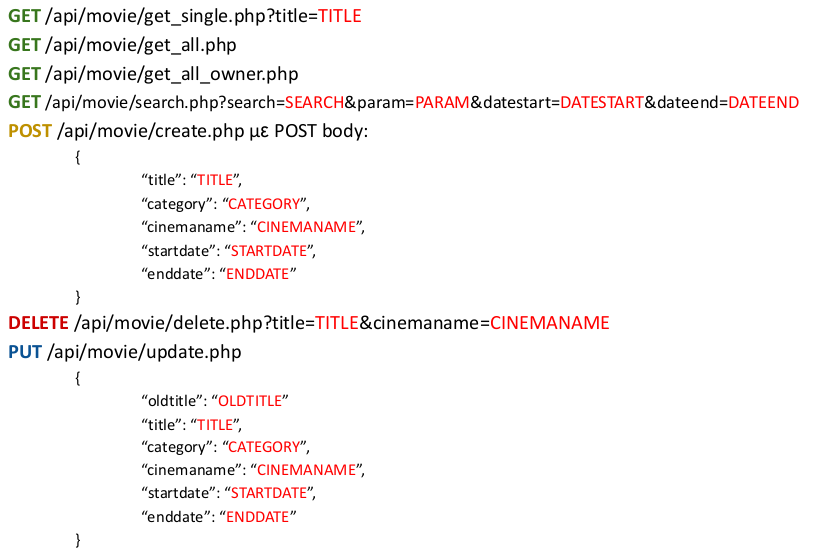 GET /api/movie/get_single.php?title=TITLE
GET /api/movie/get_all.php
GET /api/movie/get_all_owner.php
GET /api/movie/search.php?search=SEARCH&param=PARAM&datestart=DATESTART&dateend=DATEEND
POST /api/movie/create.php με POST body:
{
“title”: “TITLE”,
“category”: “CATEGORY”,
“cinemaname”: “CINEMANAME”,
“startdate”: “STARTDATE”,
“enddate”: “ENDDATE”
}
DELETE /api/movie/delete.php?title=TITLE&cinemaname=CINEMANAME
PUT /api/movie/update.php
{
“oldtitle”: “OLDTITLE”
“title”: “TITLE”,
“category”: “CATEGORY”,
“cinemaname”: “CINEMANAME”,
“startdate”: “STARTDATE”,
“enddate”: “ENDDATE”
}